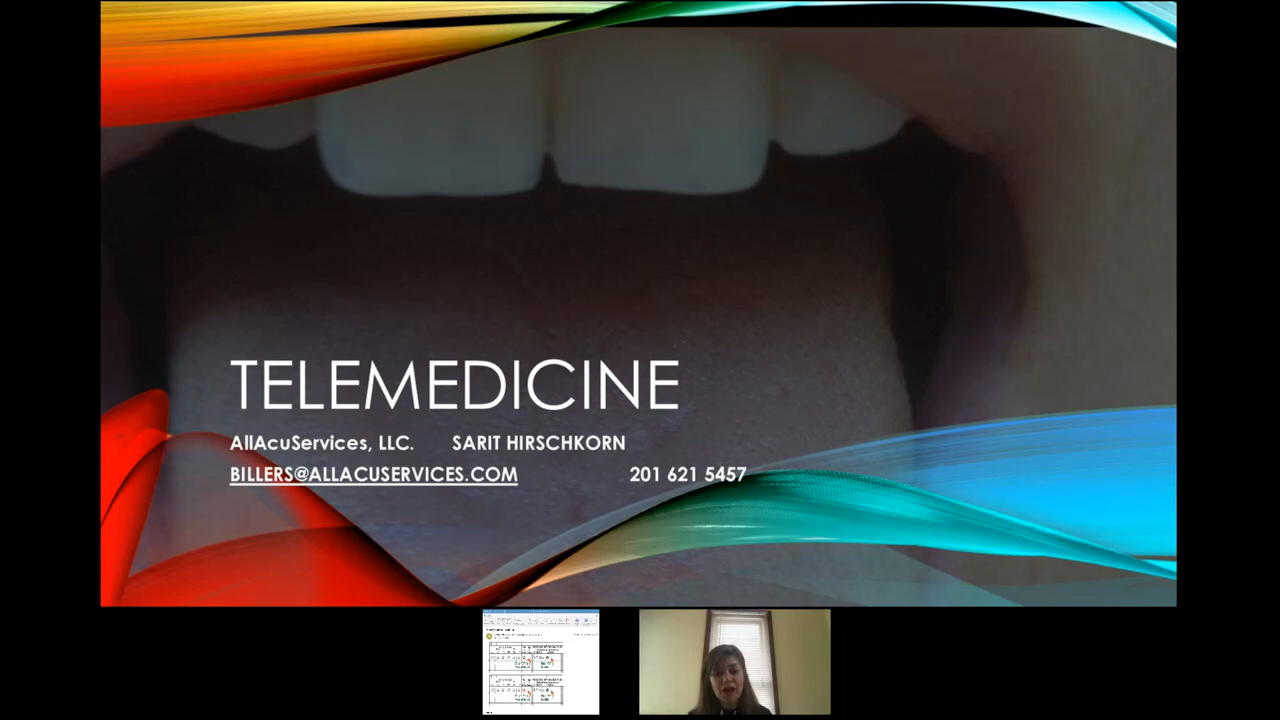 TELEMEDICINE
AllAcuServices, LLC. SARIT HIRSCHKORN
BILLERS@ALLACUSERVICES.COM 201 621 5457